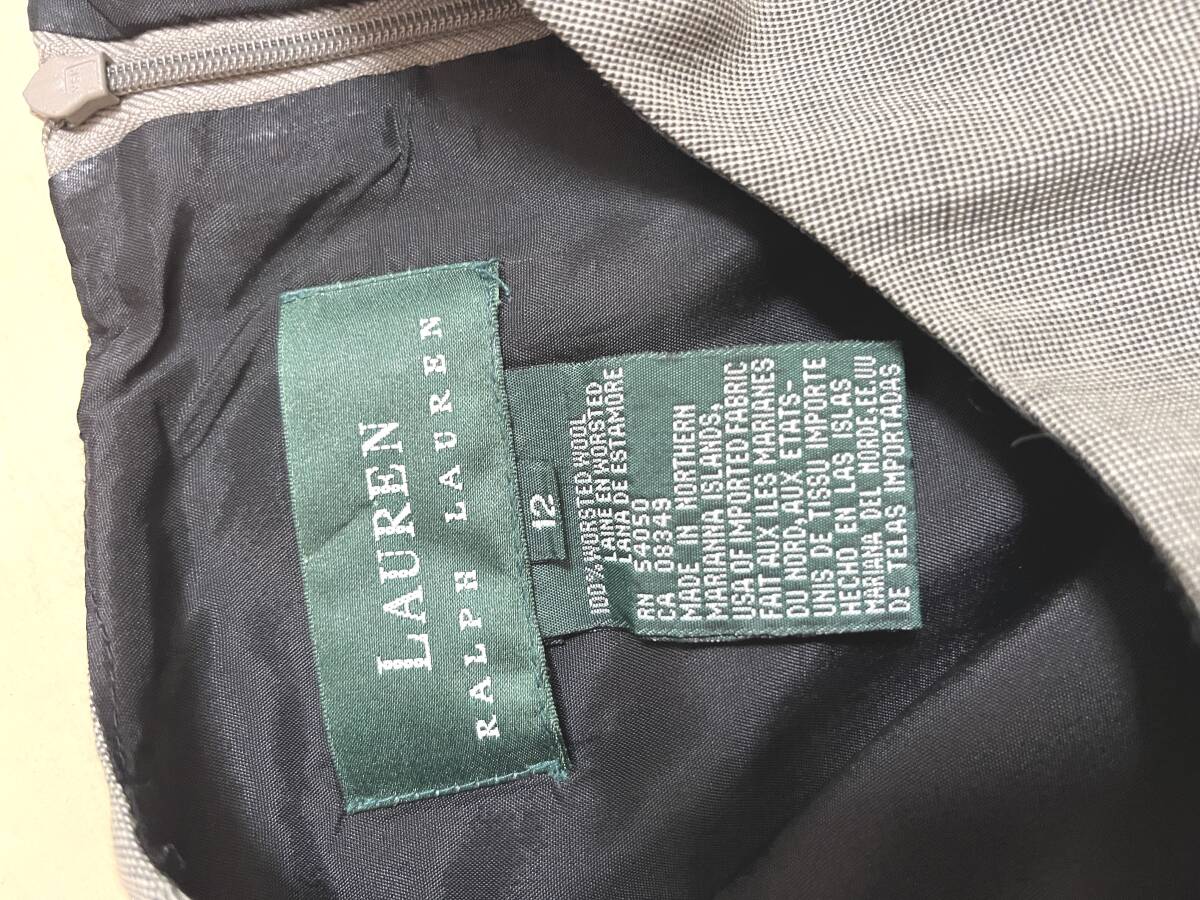 LAUREN
RALPH LAUREN
12
100% WORSTED WOOL
LAINE EN WORSTED
LANA DE ESTAMORE
RN 54050
CA 08349
MADE IN NORTHERN
MARIANNA ISLANDS,
USA OF IMPORTED FABRIC
FAIT AUX ILES MARIANES
DU NORD,AUX ETATS-
UNIS DE TISSU IMPORTE
HECHO EN LAS ISLAS
MARIANA DEL NORDE,EE.UU
DE TELAS IMPORTADAS